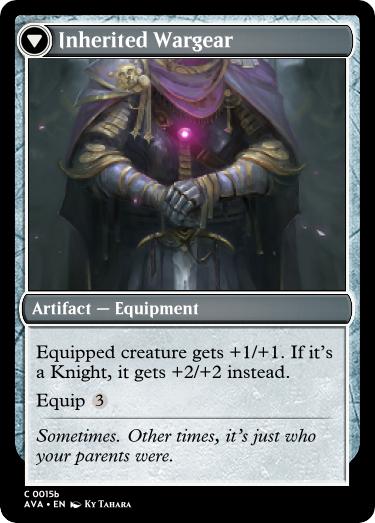 Inherited Wargear
Artifact — Equipment
Equipped creature gets +1/+1. If it's
a Knight, it gets +2/+2 instead.
Equip 3
Sometimes. Other times, it's just who
your parents were.
C 0015b
AVA • EN Ky Tahara